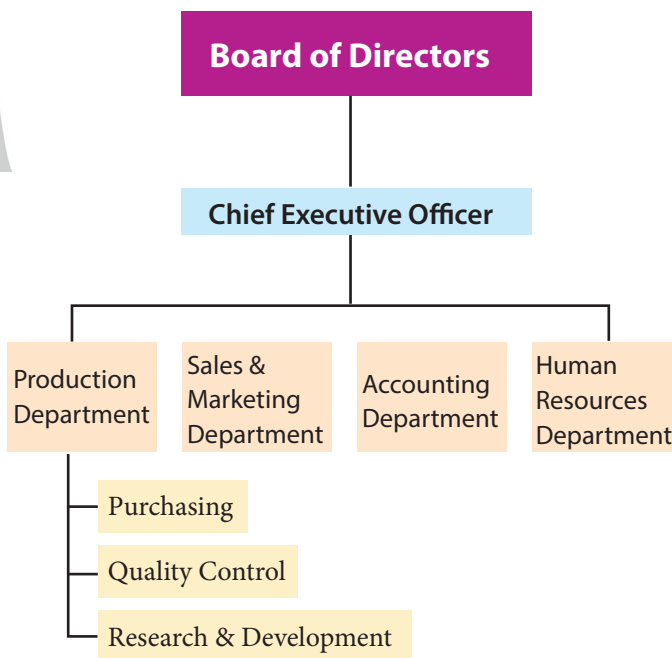 Board of Directors
Chief Executive Officer
Production
Department
Sales &
Marketing
Department
Accounting
Department
Human
Resources
Department
Purchasing
Quality Control
Research & Development